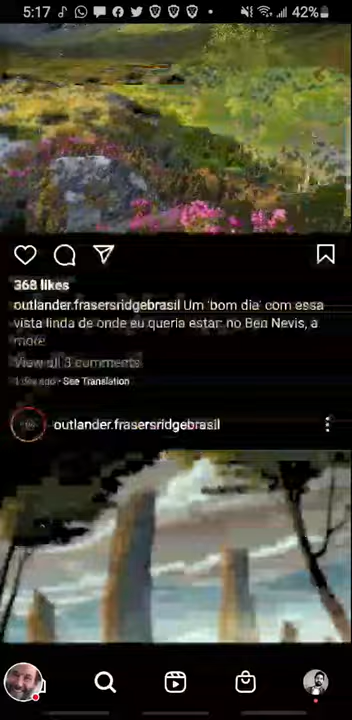 5:17
42%
368 likes
outlander.frasersridgebrasil Um 'bom dia' com essa
vista linda de onde eu queria estar: no Ben Nevis, a
more
View all 3 comments
1 day ago · See Translation
outlander.frasersridgebrasil